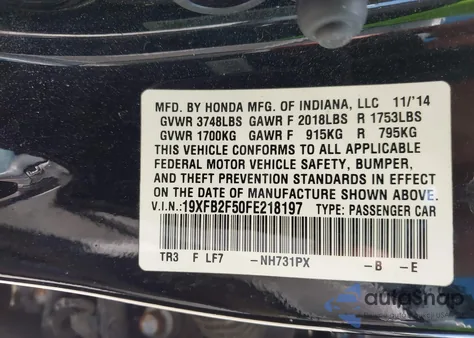 MFD. BY HONDA MFG. OF INDIANA, LLC 11/'14
GVWR 3748LBS GAWR F 2018LBS R 1753LBS
GVWR 1700KG GAWR F 915KG R 795KG
THIS VEHICLE CONFORMS TO ALL APPLICABLE
FEDERAL MOTOR VEHICLE SAFETY, BUMPER,
AND THEFT PREVENTION STANDARDS IN EFFECT
ON THE DATE OF MANUFACTURE SHOWN ABOVE.
V.I.N.: 19XFB2F50FE218197 TYPE: PASSENGER CAR
TR3 F LF7 -NH731PX -B -E
autosnap